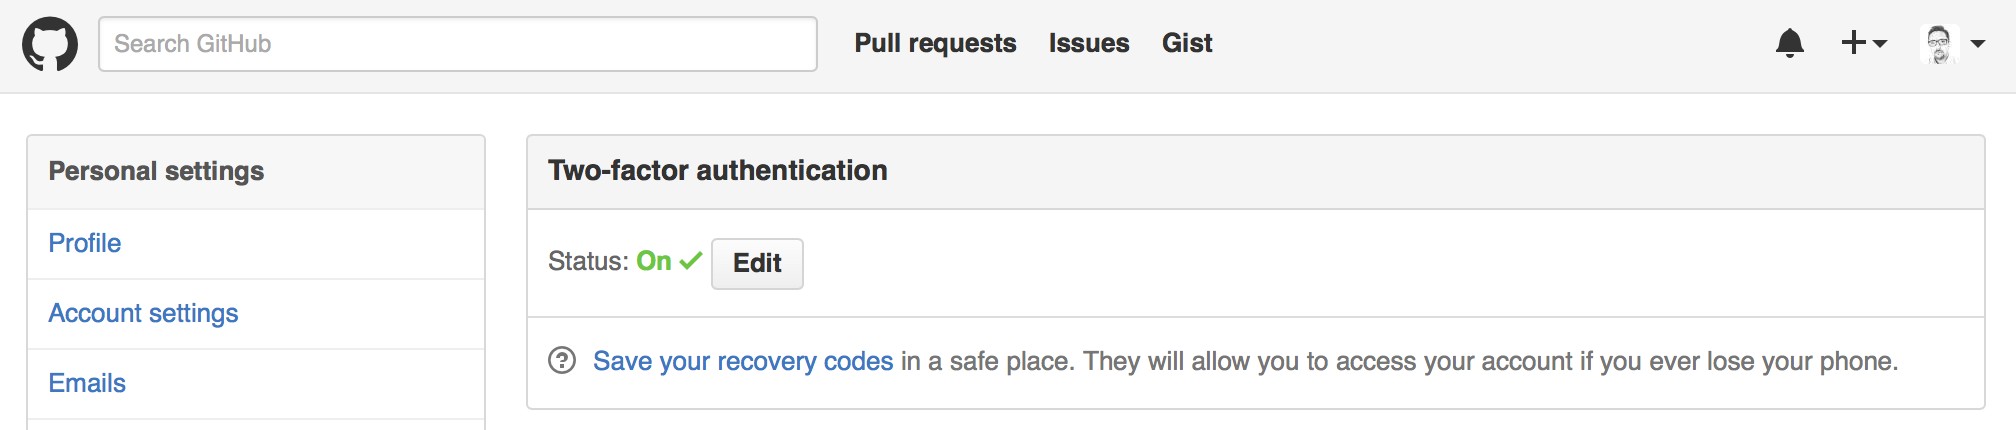 Search GitHub
Pull requests
Issues
Gist
Personal settings
Profile
Account settings
Emails
Two-factor authentication
Status: On ✓ Edit
Save your recovery codes in a safe place. They will allow you to access your account if you ever lose your phone.